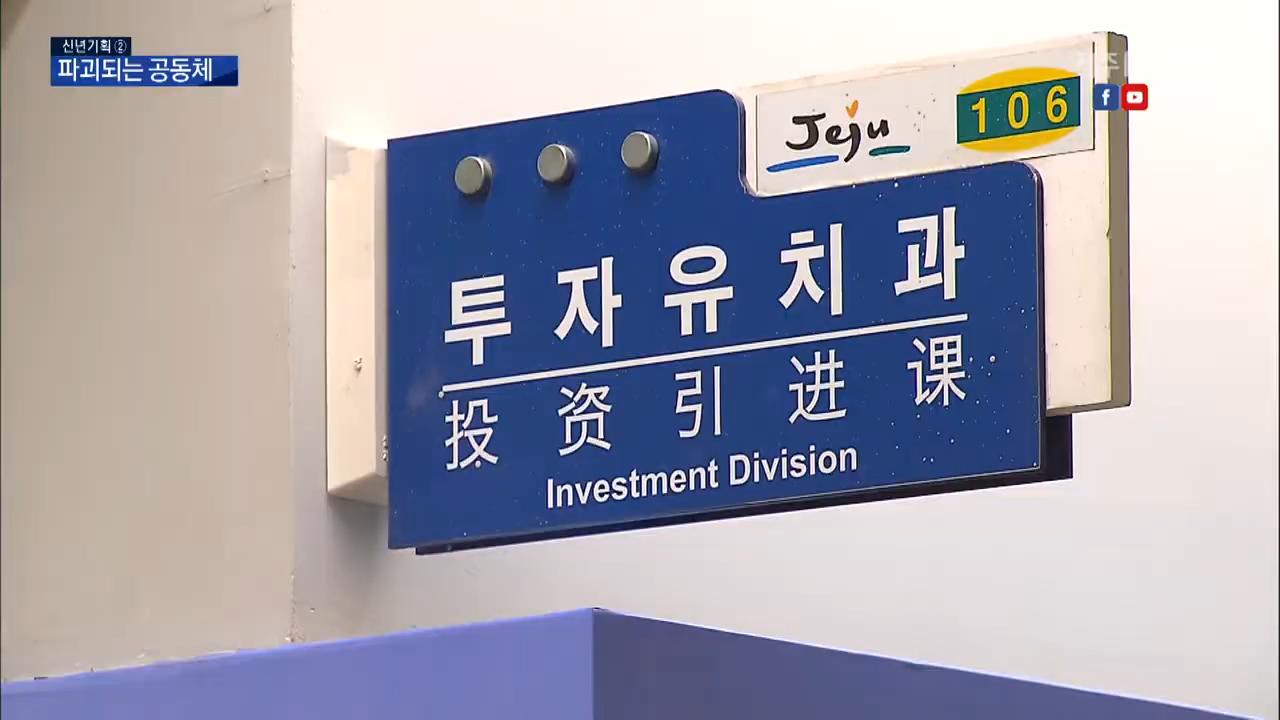 신년기획 ②
파괴되는 공동체
Jeju
106
투자유치과
投资引进课
Investment Division